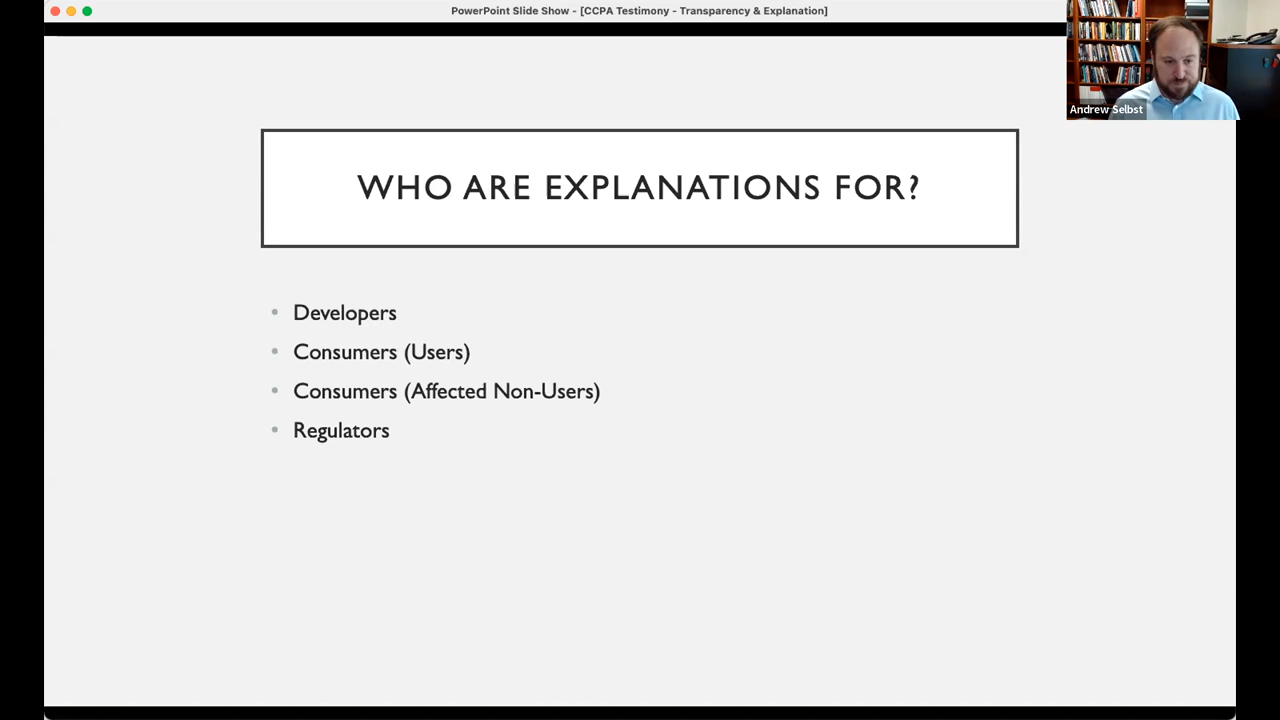 PowerPoint Slide Show - [CCPA Testimony - Transparency & Explanation]
Andrew Selbst
WHO ARE EXPLANATIONS FOR?
• Developers
• Consumers (Users)
• Consumers (Affected Non-Users)
• Regulators